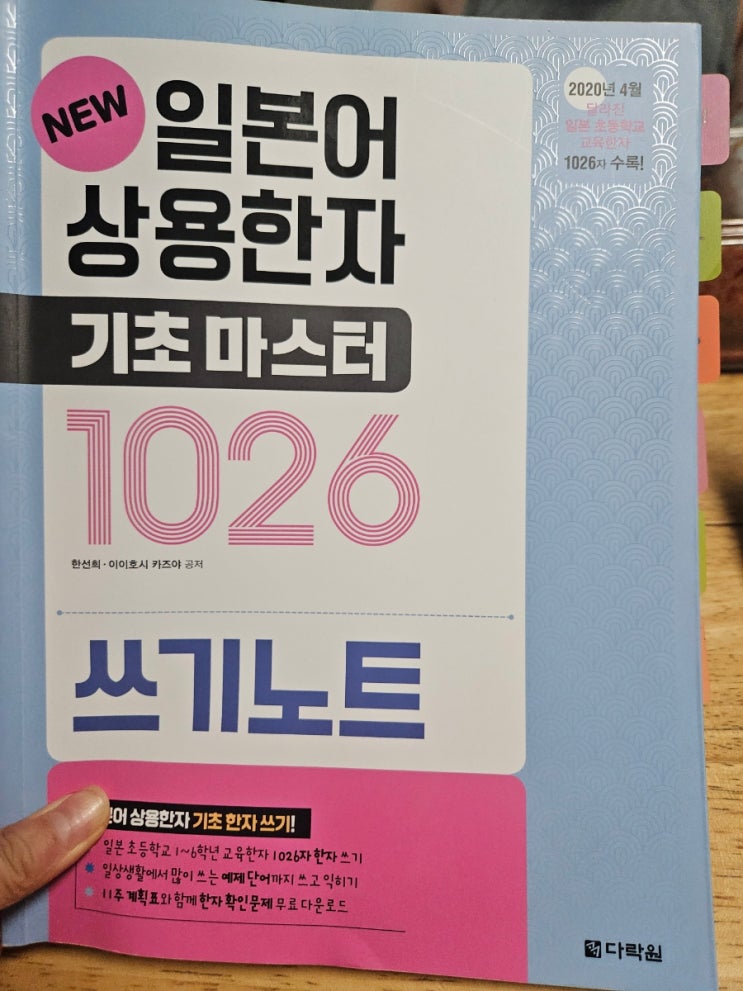 NEW
일본어
상용한자
기초 마스터
1026
한선희 · 이이호시 카즈야 공저
쓰기노트
2020년 4월
달라진
일본 초등학교
교육한자
1026자 수록!
어 상용한자 기초 한자 쓰기!
일본 초등학교 1~6학년 교육한자 1026자 한자 쓰기
일상생활에서 많이 쓰는 예제 단어까지 쓰고 익히기
11주 계획표와 함께 한자 확인문제 무료 다운로드
다락원